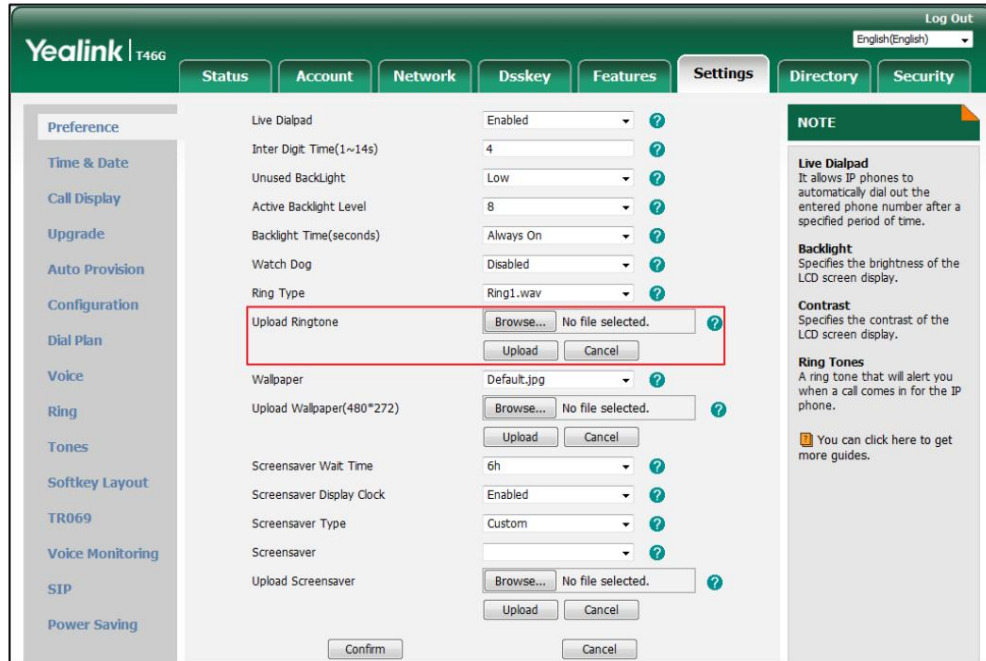 Log Out
Yealink T46G
English(English)
Status Account Network Dsskey Features Settings Directory Security
Preference
Time & Date
Call Display
Upgrade
Auto Provision
Configuration
Dial Plan
Voice
Ring
Tones
Softkey Layout
TR069
Voice Monitoring
SIP
Power Saving
Live Dialpad Enabled ?
Inter Digit Time(1~14s) 4 ?
Unused BackLight Low ?
Active Backlight Level 8 ?
Backlight Time(seconds) Always On ?
Watch Dog Disabled ?
Ring Type Ring1.wav ?
Upload Ringtone Browse... No file selected. ?
Upload Cancel
Wallpaper Default.jpg ?
Upload Wallpaper(480*272) Browse... No file selected. ?
Upload Cancel
Screensaver Wait Time 6h ?
Screensaver Display Clock Enabled ?
Screensaver Type Custom ?
Screensaver ?
Upload Screensaver Browse... No file selected. ?
Upload Cancel
Confirm Cancel
NOTE
Live Dialpad
It allows IP phones to
automatically dial out the
entered phone number after a
specified period of time.
Backlight
Specifies the brightness of the
LCD screen display.
Contrast
Specifies the contrast of the
LCD screen display.
Ring Tones
A ring tone that will alert you
when a call comes in for the IP
phone.
? You can click here to get
more guides.